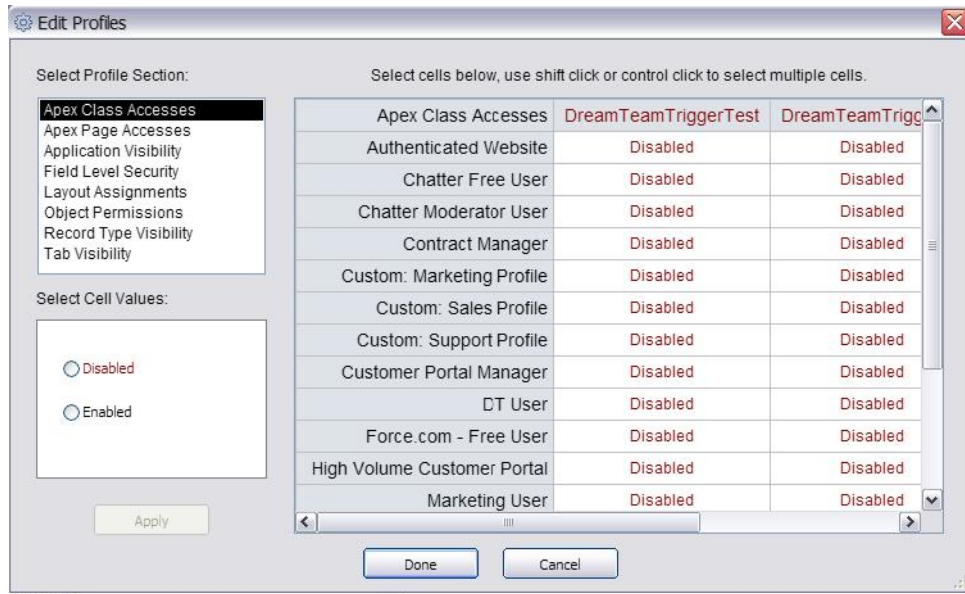 Edit Profiles
Select Profile Section:
Apex Class Accesses
Apex Page Accesses
Application Visibility
Field Level Security
Layout Assignments
Object Permissions
Record Type Visibility
Tab Visibility
Select Cell Values:
Disabled
Enabled
Apply
Select cells below, use shift click or control click to select multiple cells.
Apex Class Accesses DreamTeamTriggerTest DreamTeamTrigg
Authenticated Website Disabled Disabled
Chatter Free User Disabled Disabled
Chatter Moderator User Disabled Disabled
Contract Manager Disabled Disabled
Custom: Marketing Profile Disabled Disabled
Custom: Sales Profile Disabled Disabled
Custom: Support Profile Disabled Disabled
Customer Portal Manager Disabled Disabled
DT User Disabled Disabled
Force.com - Free User Disabled Disabled
High Volume Customer Portal Disabled Disabled
Marketing User Disabled Disabled
Done Cancel